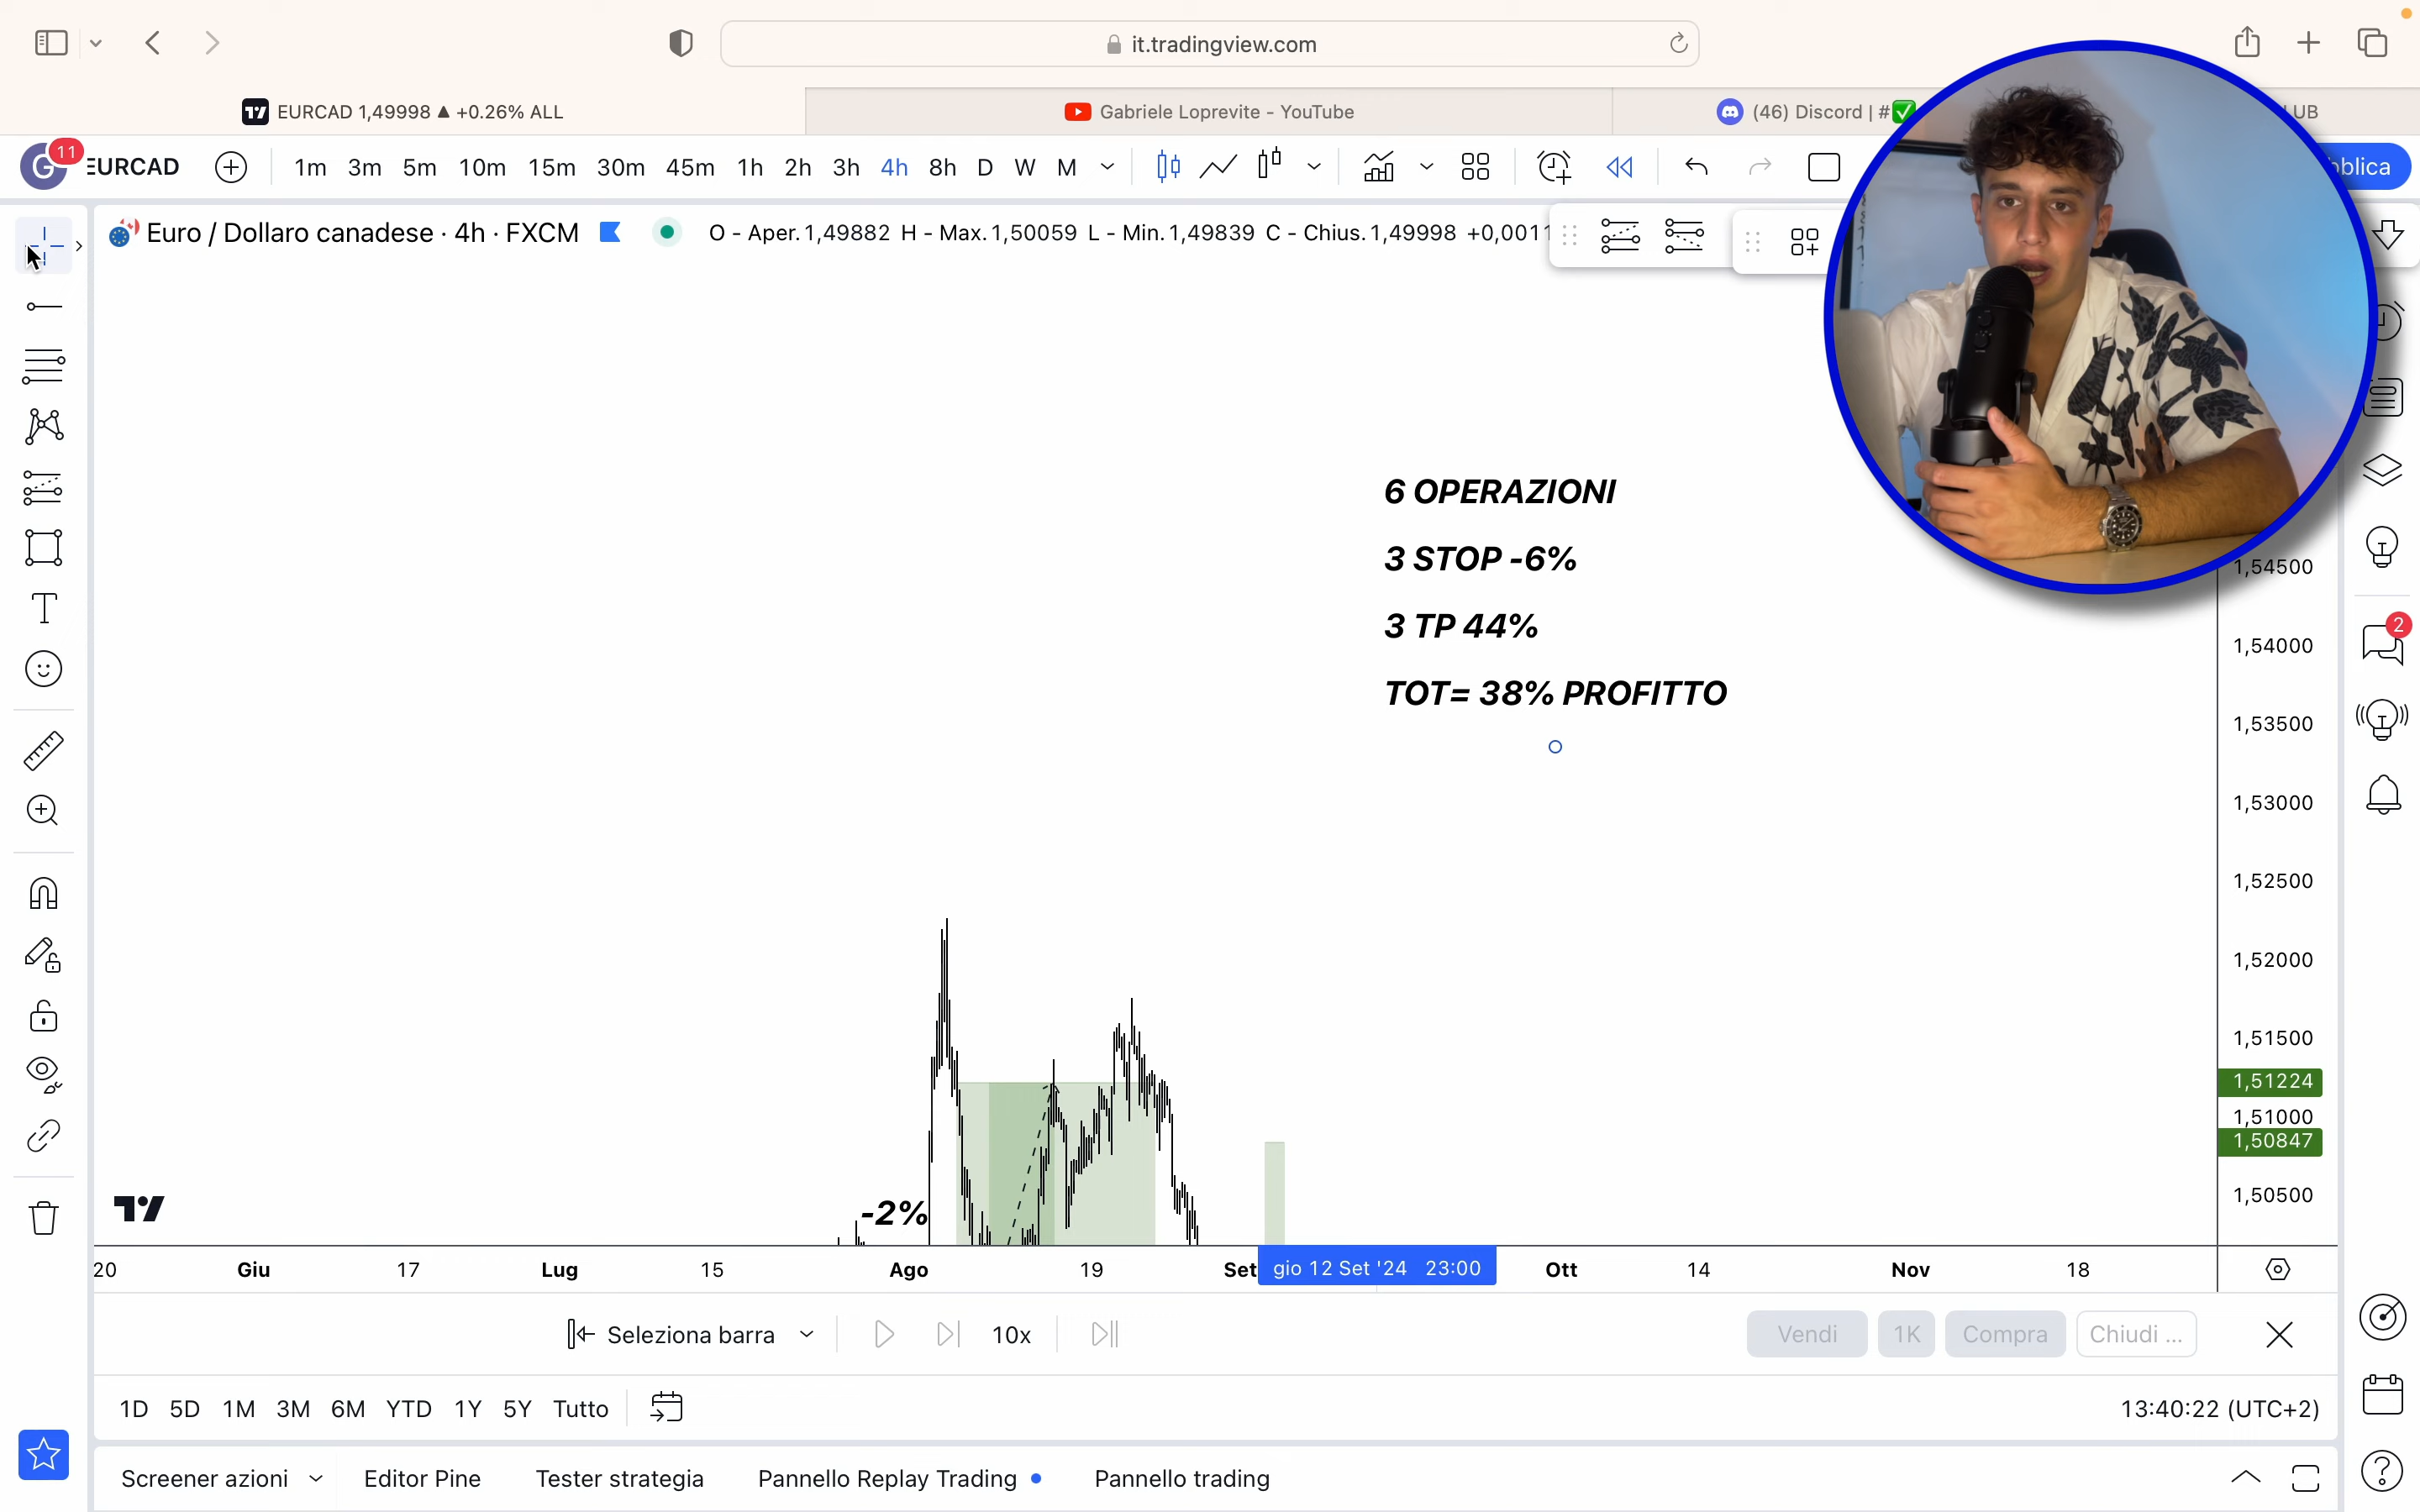 it.tradingview.com
EURCAD 1,49998 ▲ +0.26% ALL
Gabriele Loprevite - YouTube
(46) Discord | #✅
LUB
G
11
EURCAD
1m 3m 5m 10m 15m 30m 45m 1h 2h 3h 4h 8h D W M
bblica
Euro / Dollaro canadese · 4h · FXCM
O - Aper. 1,49882 H - Max. 1,50059 L - Min. 1,49839 C - Chius. 1,49998 +0,0011
6 OPERAZIONI
3 STOP -6%
3 TP 44%
TOT= 38% PROFITTO
-2%
1,54500
1,54000
1,53500
1,53000
1,52500
1,52000
1,51500
1,51224
1,51000
1,50847
1,50500
2
20 Giu 17 Lug 15 Ago 19 Set gio 12 Set '24 23:00 Ott 14 Nov 18
Seleziona barra 10x Vendi 1K Compra Chiudi ...
1D 5D 1M 3M 6M YTD 1Y 5Y Tutto 13:40:22 (UTC+2)
Screener azioni Editor Pine Tester strategia Pannello Replay Trading Pannello trading